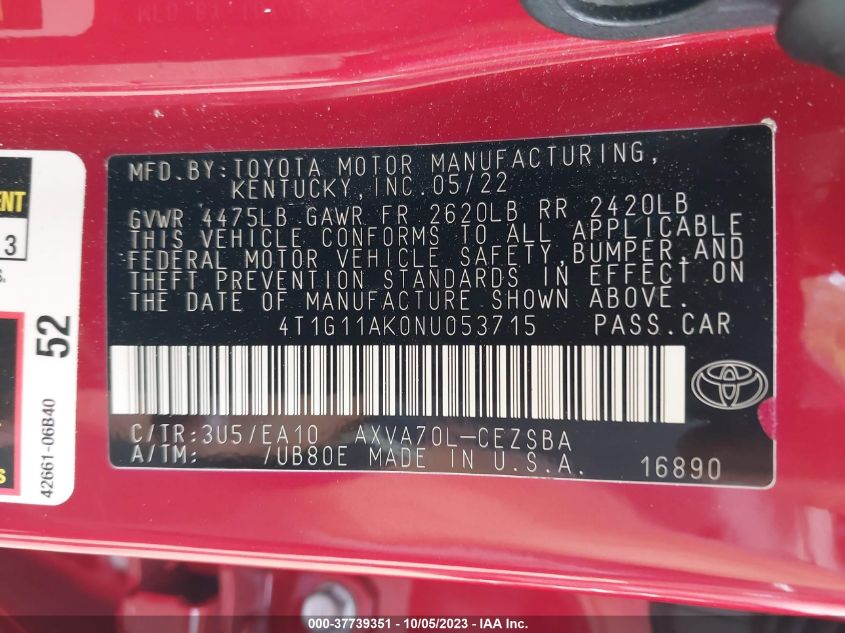 MFD.BY:TOYOTA MOTOR MANUFACTURING,
KENTUCKY,INC.05/22
GVWR 4475LB GAWR FR 2620LB RR 2420LB
THIS VEHICLE CONFORMS TO ALL APPLICABLE
FEDERAL MOTOR VEHICLE SAFETY,BUMPER,AND
THEFT PREVENTION STANDARDS IN EFFECT ON
THE DATE OF MANUFACTURE SHOWN ABOVE.
4T1G11AK0NU053715 PASS.CAR
C/TR:3U5/EA10 AXVA70L-CEZSBA
A/TM: /UB80E MADE IN U.S.A. 16890
3
52
42661-06B40
000-37739351 | 10/05/2023 - IAA Inc.